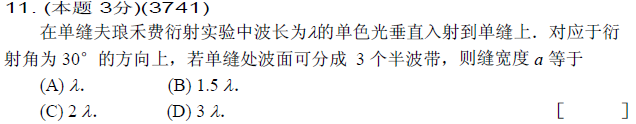 11. (本题 3分)(3741)
在单缝夫琅禾费衍射实验中波长为λ的单色光垂直入射到单缝上．对应于衍
射角为 30° 的方向上，若单缝处波面可分成 3 个半波带，则缝宽度 a 等于
(A) λ. (B) 1.5 λ.
(C) 2 λ. (D) 3 λ. [ ]